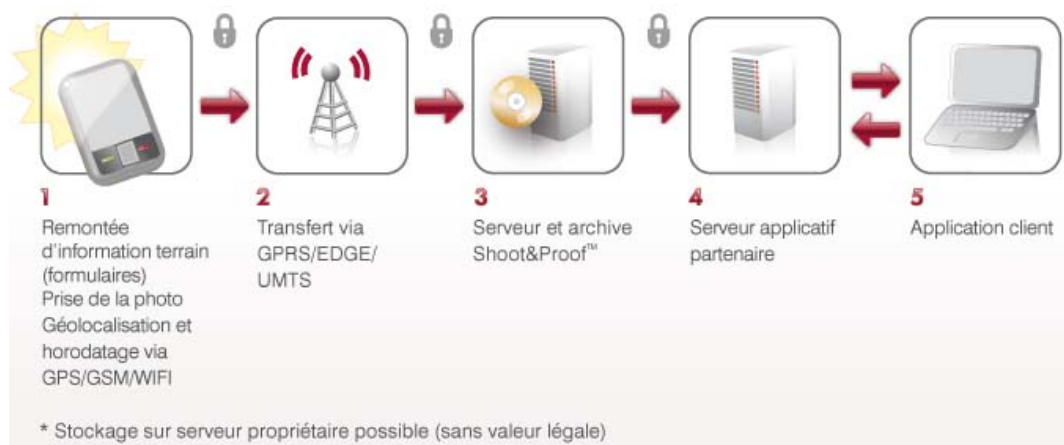 1
Remontée
d'information terrain
(formulaires)
Prise de la photo
Géolocalisation et
horodatage via
GPS/GSM/WIFI
2
Transfert via
GPRS/EDGE/
UMTS
3
Serveur et archive
Shoot&Proof™
4
Serveur applicatif
partenaire
5
Application client
* Stockage sur serveur propriétaire possible (sans valeur légale)